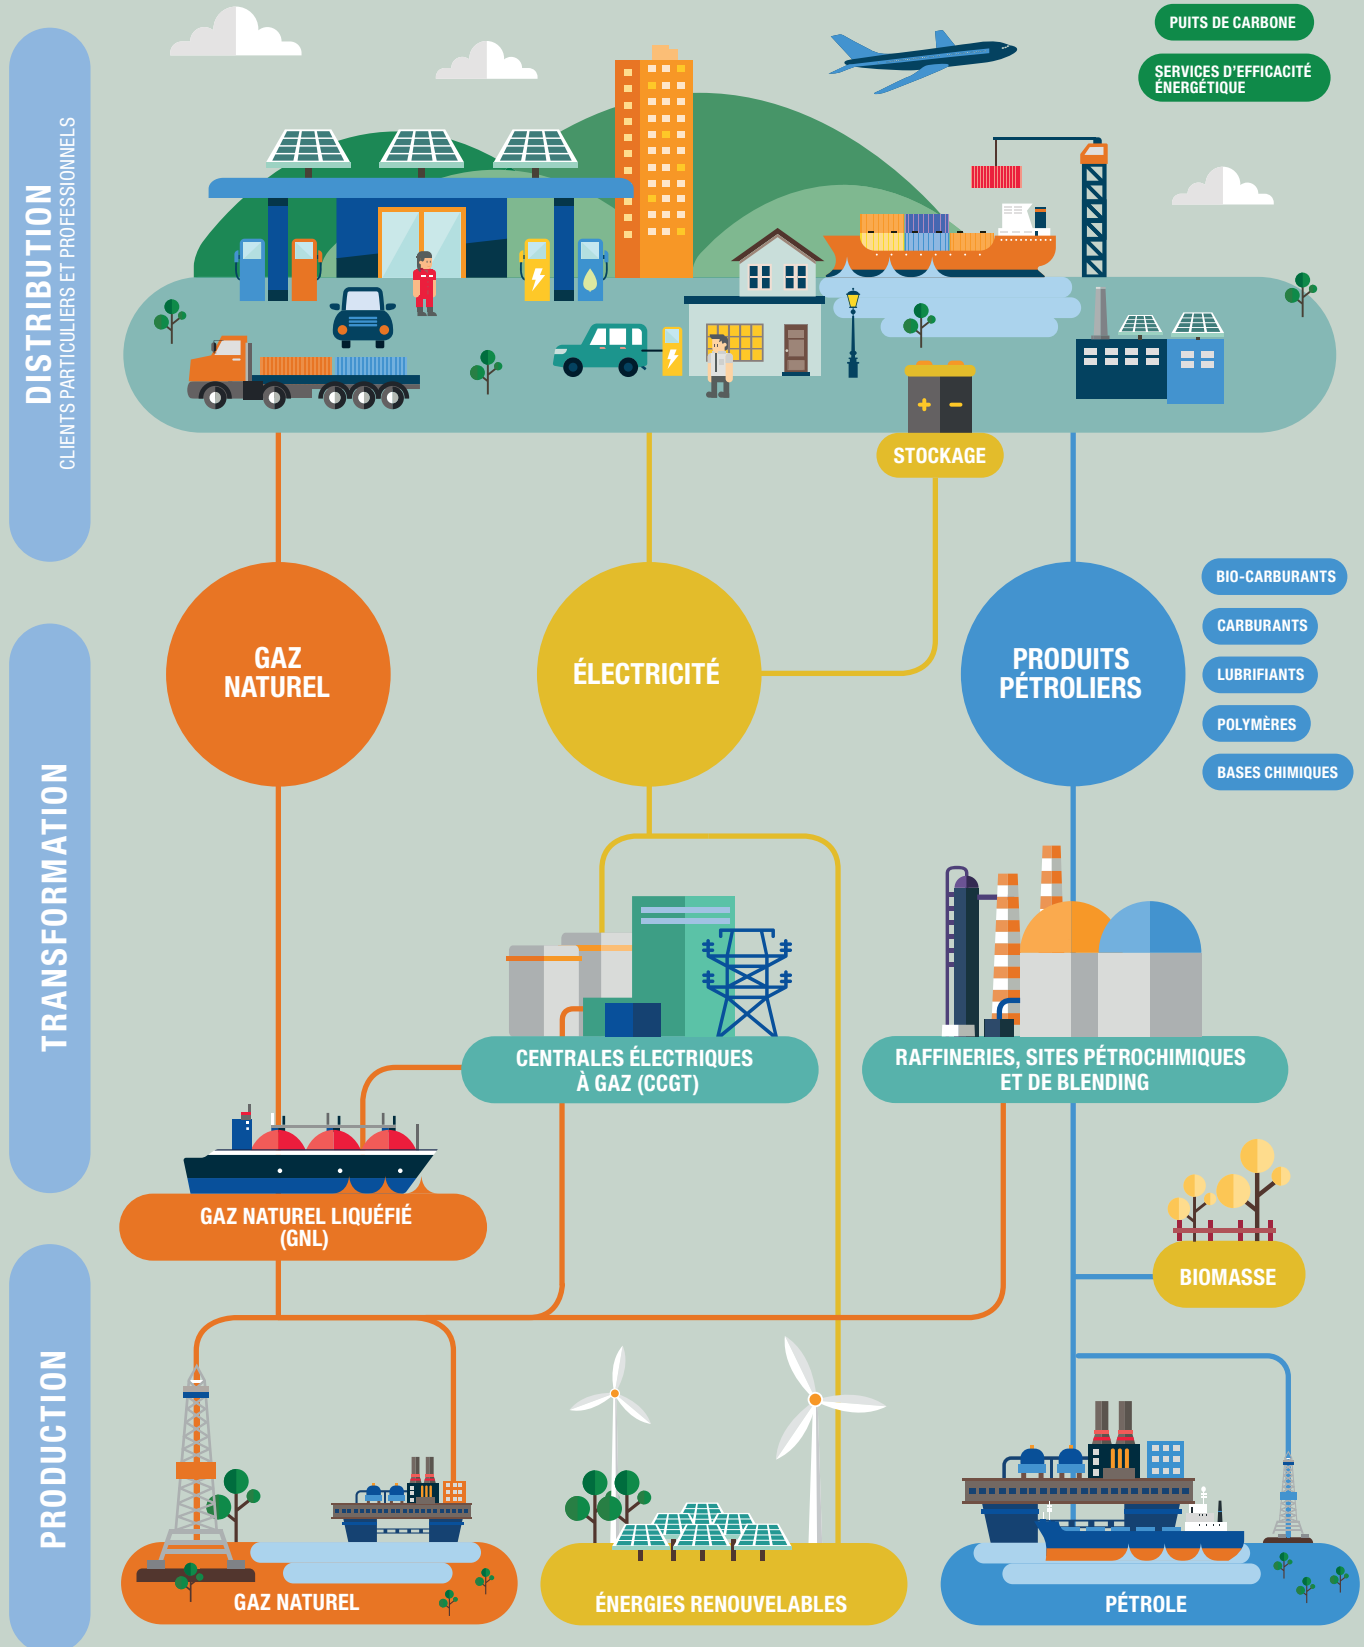 PUITS DE CARBONE
SERVICES D'EFFICACITÉ
ÉNERGÉTIQUE
DISTRIBUTION
CLIENTS PARTICULIERS ET PROFESSIONNELS
STOCKAGE
GAZ
NATUREL
ÉLECTRICITÉ
PRODUITS
PÉTROLIERS
BIO-CARBURANTS
CARBURANTS
LUBRIFIANTS
POLYMÈRES
BASES CHIMIQUES
TRANSFORMATION
CENTRALES ÉLECTRIQUES
À GAZ (CCGT)
RAFFINERIES, SITES PÉTROCHIMIQUES
ET DE BLENDING
GAZ NATUREL LIQUÉFIÉ
(GNL)
BIOMASSE
PRODUCTION
GAZ NATUREL
ÉNERGIES RENOUVELABLES
PÉTROLE